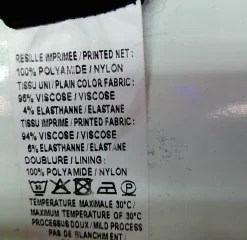 RESILLE IMPRIMEE / PRINTED NET :
100% POLYAMIDE / NYLON
TISSU UNI / PLAIN COLOR FABRIC :
96% VISCOSE / VISCOSE
4% ELASTHANNE / ELASTANE
TISSU IMPRIME / PRINTED FABRIC :
94% VISCOSE / VISCOSE
6% ELASTHANNE / ELASTANE
DOUBLURE / LINING :
100% POLYAMIDE / NYLON
TEMPERATURE MAXIMALE 30°C /
MAXIMUM TEMPERATURE OF 30°C
PROCESSUS DOUX / MILD PROCESS
PAS DE BLANCHIMENT